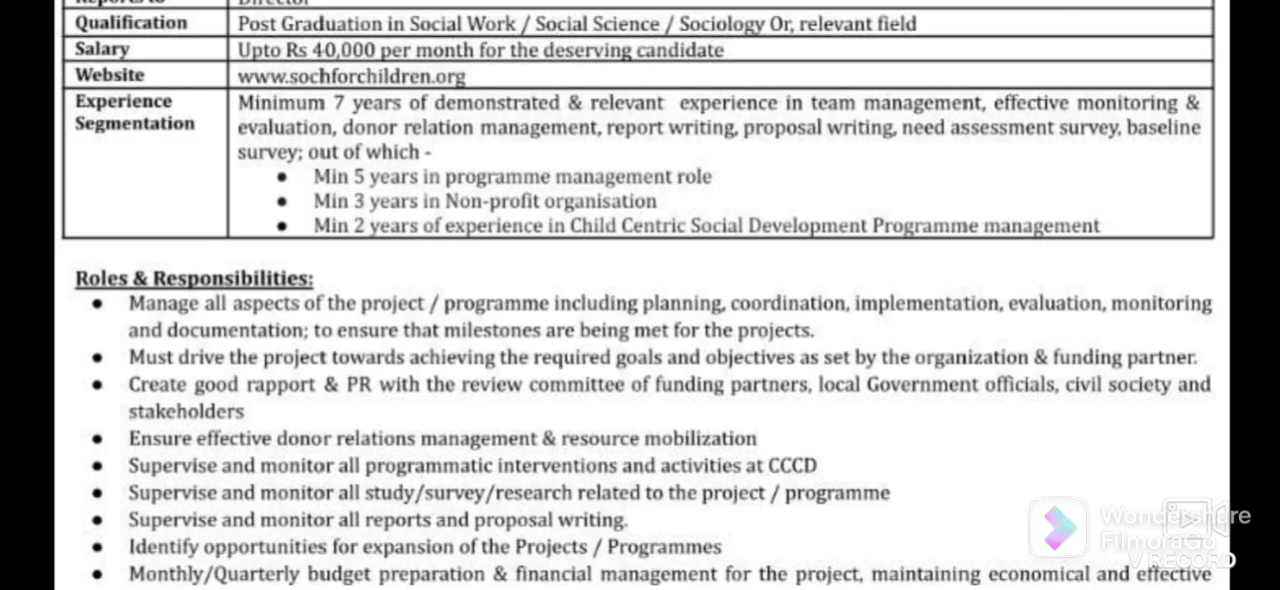 Reports to Director
Qualification Post Graduation in Social Work / Social Science / Sociology Or, relevant field
Salary Upto Rs 40,000 per month for the deserving candidate
Website www.sochforchildren.org
Experience Minimum 7 years of demonstrated & relevant experience in team management, effective monitoring &
Segmentation evaluation, donor relation management, report writing, proposal writing, need assessment survey, baseline
survey; out of which -
• Min 5 years in programme management role
• Min 3 years in Non-profit organisation
• Min 2 years of experience in Child Centric Social Development Programme management
Roles & Responsibilities:
• Manage all aspects of the project / programme including planning, coordination, implementation, evaluation, monitoring
and documentation; to ensure that milestones are being met for the projects.
• Must drive the project towards achieving the required goals and objectives as set by the organization & funding partner.
• Create good rapport & PR with the review committee of funding partners, local Government officials, civil society and
stakeholders
• Ensure effective donor relations management & resource mobilization
• Supervise and monitor all programmatic interventions and activities at CCCD
• Supervise and monitor all study/survey/research related to the project / programme
• Supervise and monitor all reports and proposal writing.
• Identify opportunities for expansion of the Projects / Programmes
• Monthly/Quarterly budget preparation & financial management for the project, maintaining economical and effective
Wondershare
FilmoraGo
V RECORD